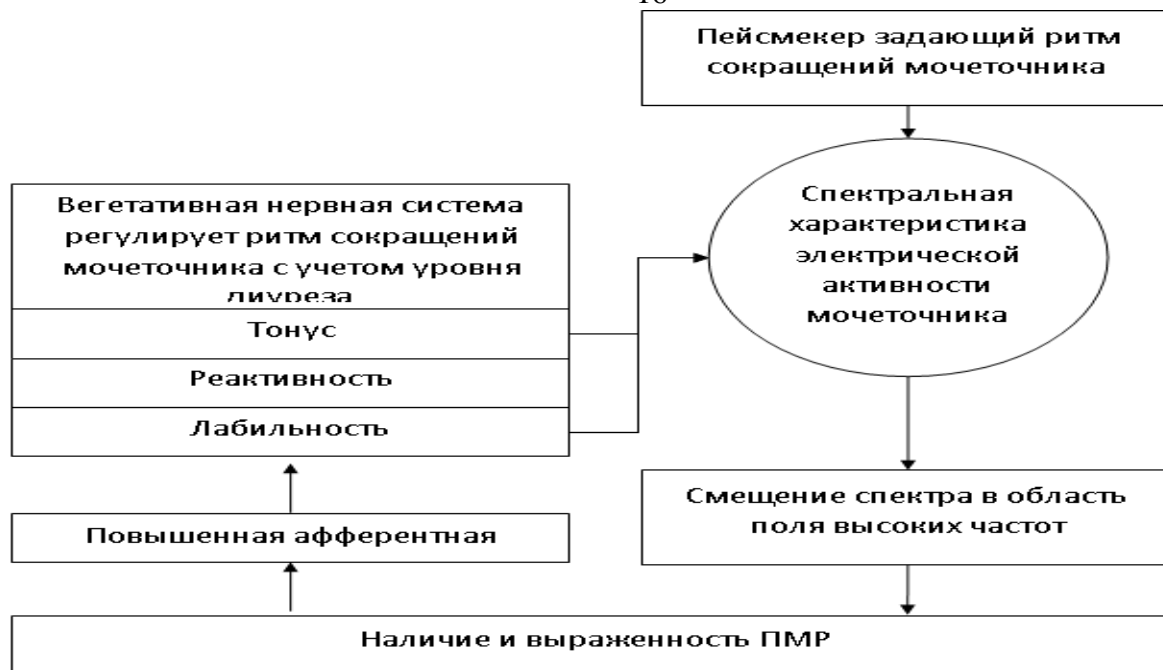 Пейсмекер задающий ритм
сокращений мочеточника
Спектральная
характеристика
электрической
активности
мочеточника
Вегетативная нервная система
регулирует ритм сокращений
мочеточника с учетом уровня
диуреза
Тонус
Реактивность
Лабильность
Повышенная афферентная
Смещение спектра в область
поля высоких частот
Наличие и выраженность ПМР